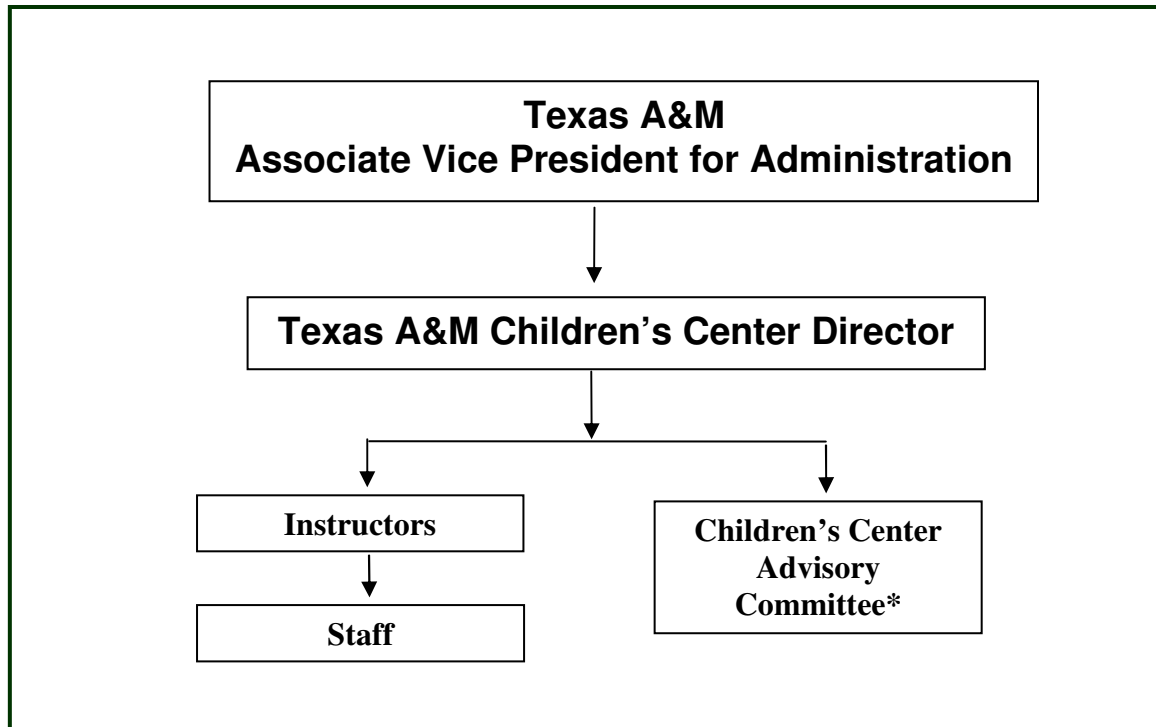 Texas A&M
Associate Vice President for Administration
Texas A&M Children’s Center Director
Instructors
Staff
Children’s Center
Advisory
Committee*